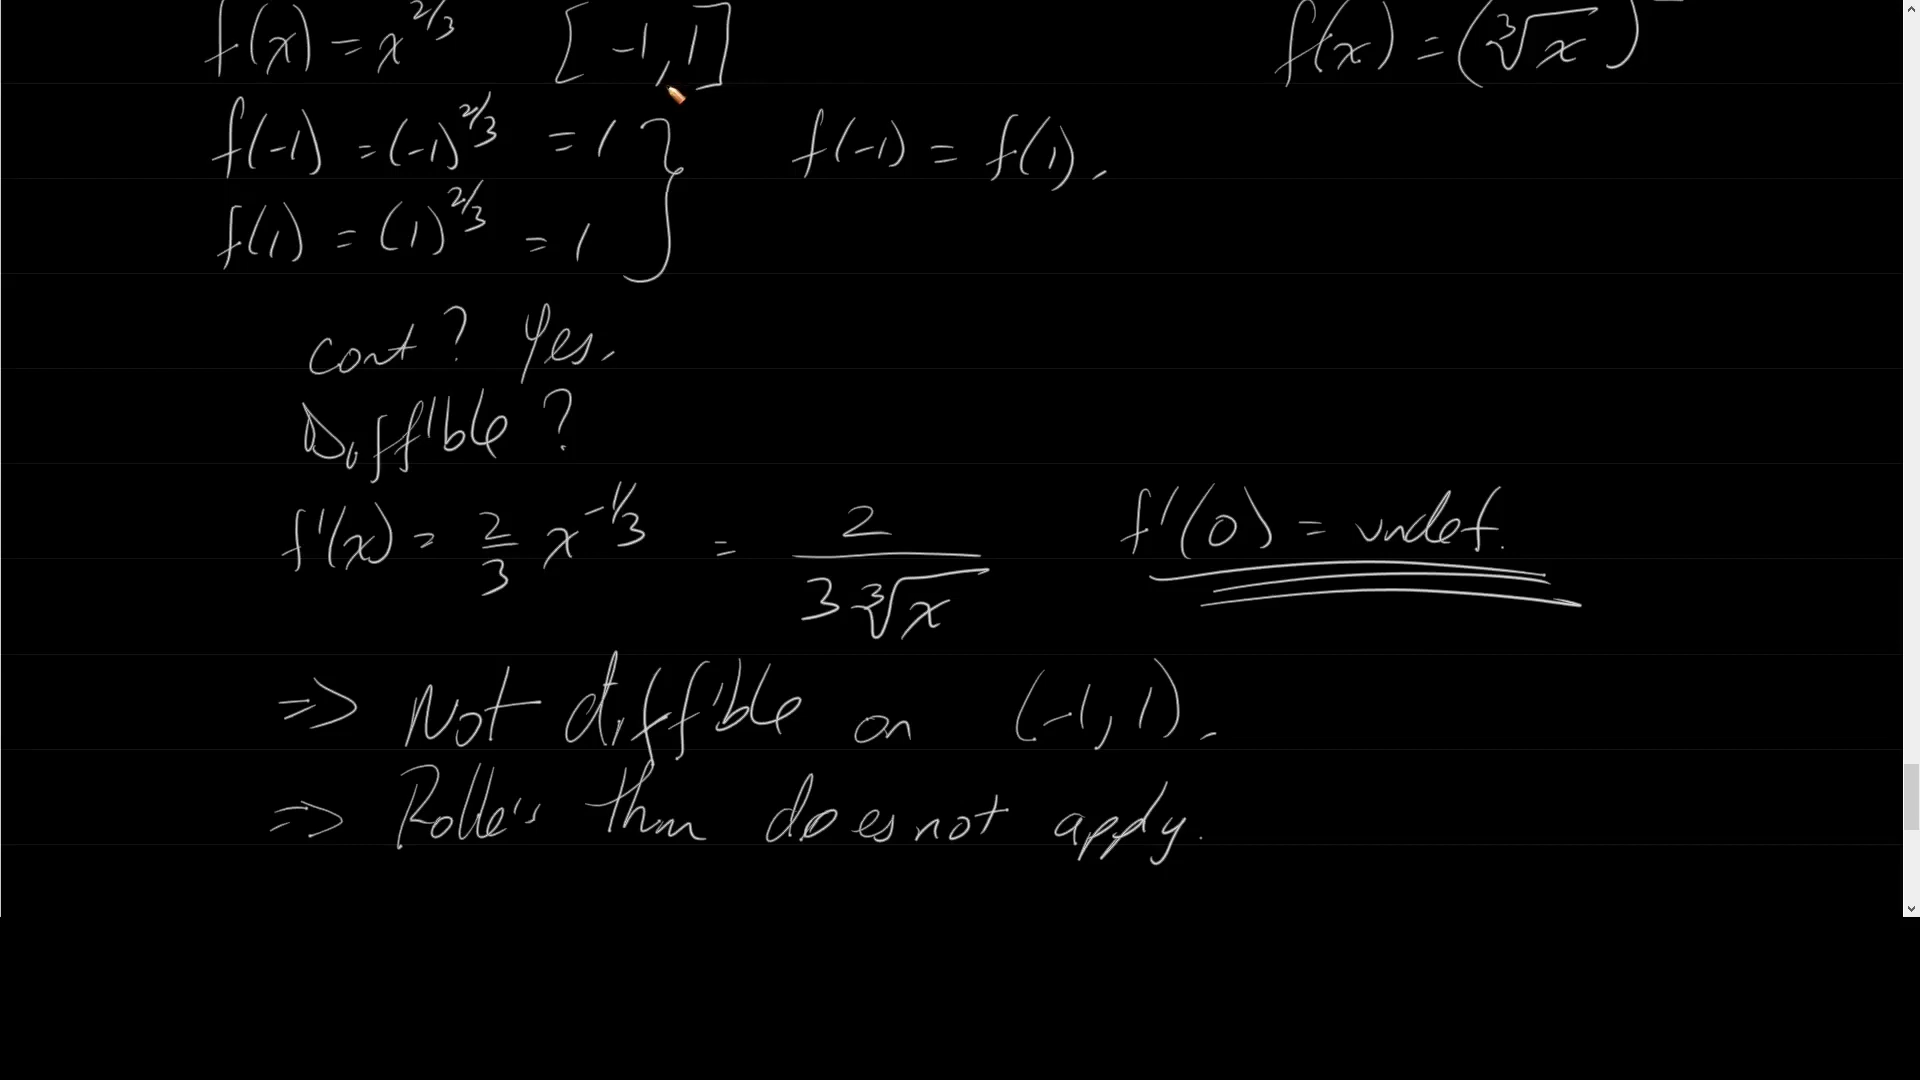 f(x) = x^{2/3} [-1, 1] f(x) = (∛x)
f(-1) = (-1)^{2/3} = 1 } f(-1) = f(1).
f(1) = (1)^{2/3} = 1
cont? Yes.
Diff'ble?
f'(x) = 2/3 x^{-1/3} = 2/(3∛x) f'(0) = undef.
=> Not diff'ble on (-1, 1).
=> Rolle's thm does not apply.